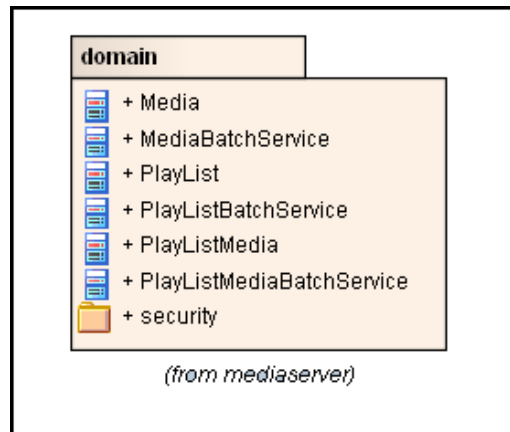 domain
+ Media
+ MediaBatchService
+ PlayList
+ PlayListBatchService
+ PlayListMedia
+ PlayListMediaBatchService
+ security
(from mediaserver)